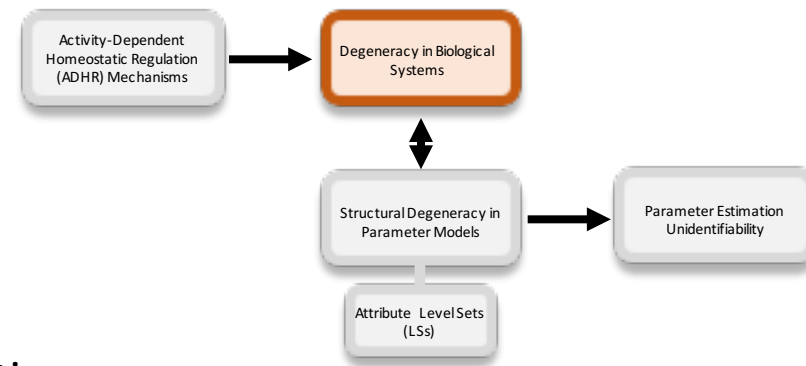 Activity-Dependent
Homeostatic Regulation
(ADHR) Mechanisms
Degeneracy in Biological
Systems
Structural Degeneracy in
Parameter Models
Parameter Estimation
Unidentifiability
Attribute Level Sets
(LSs)